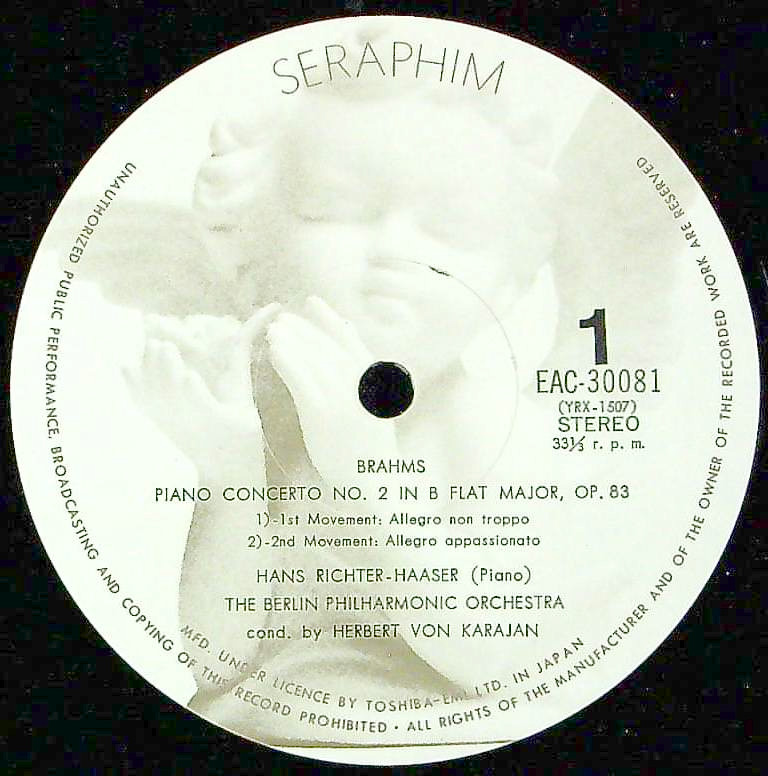 SERAPHIM
1
EAC-30081
(YRX-1507)
STEREO
33⅓ r. p. m.
BRAHMS
PIANO CONCERTO NO. 2 IN B FLAT MAJOR, OP. 83
1)-1st Movement: Allegro non troppo
2)-2nd Movement: Allegro appassionato
HANS RICHTER-HAASER (Piano)
THE BERLIN PHILHARMONIC ORCHESTRA
cond. by HERBERT VON KARAJAN
MFD. UNDER LICENCE BY TOSHIBA-EMI LTD. IN JAPAN
UNAUTHORIZED PUBLIC PERFORMANCE, BROADCASTING AND COPYING OF THIS RECORD PROHIBITED · ALL RIGHTS OF THE MANUFACTURER AND OF THE OWNER OF THE RECORDED WORK ARE RESERVED